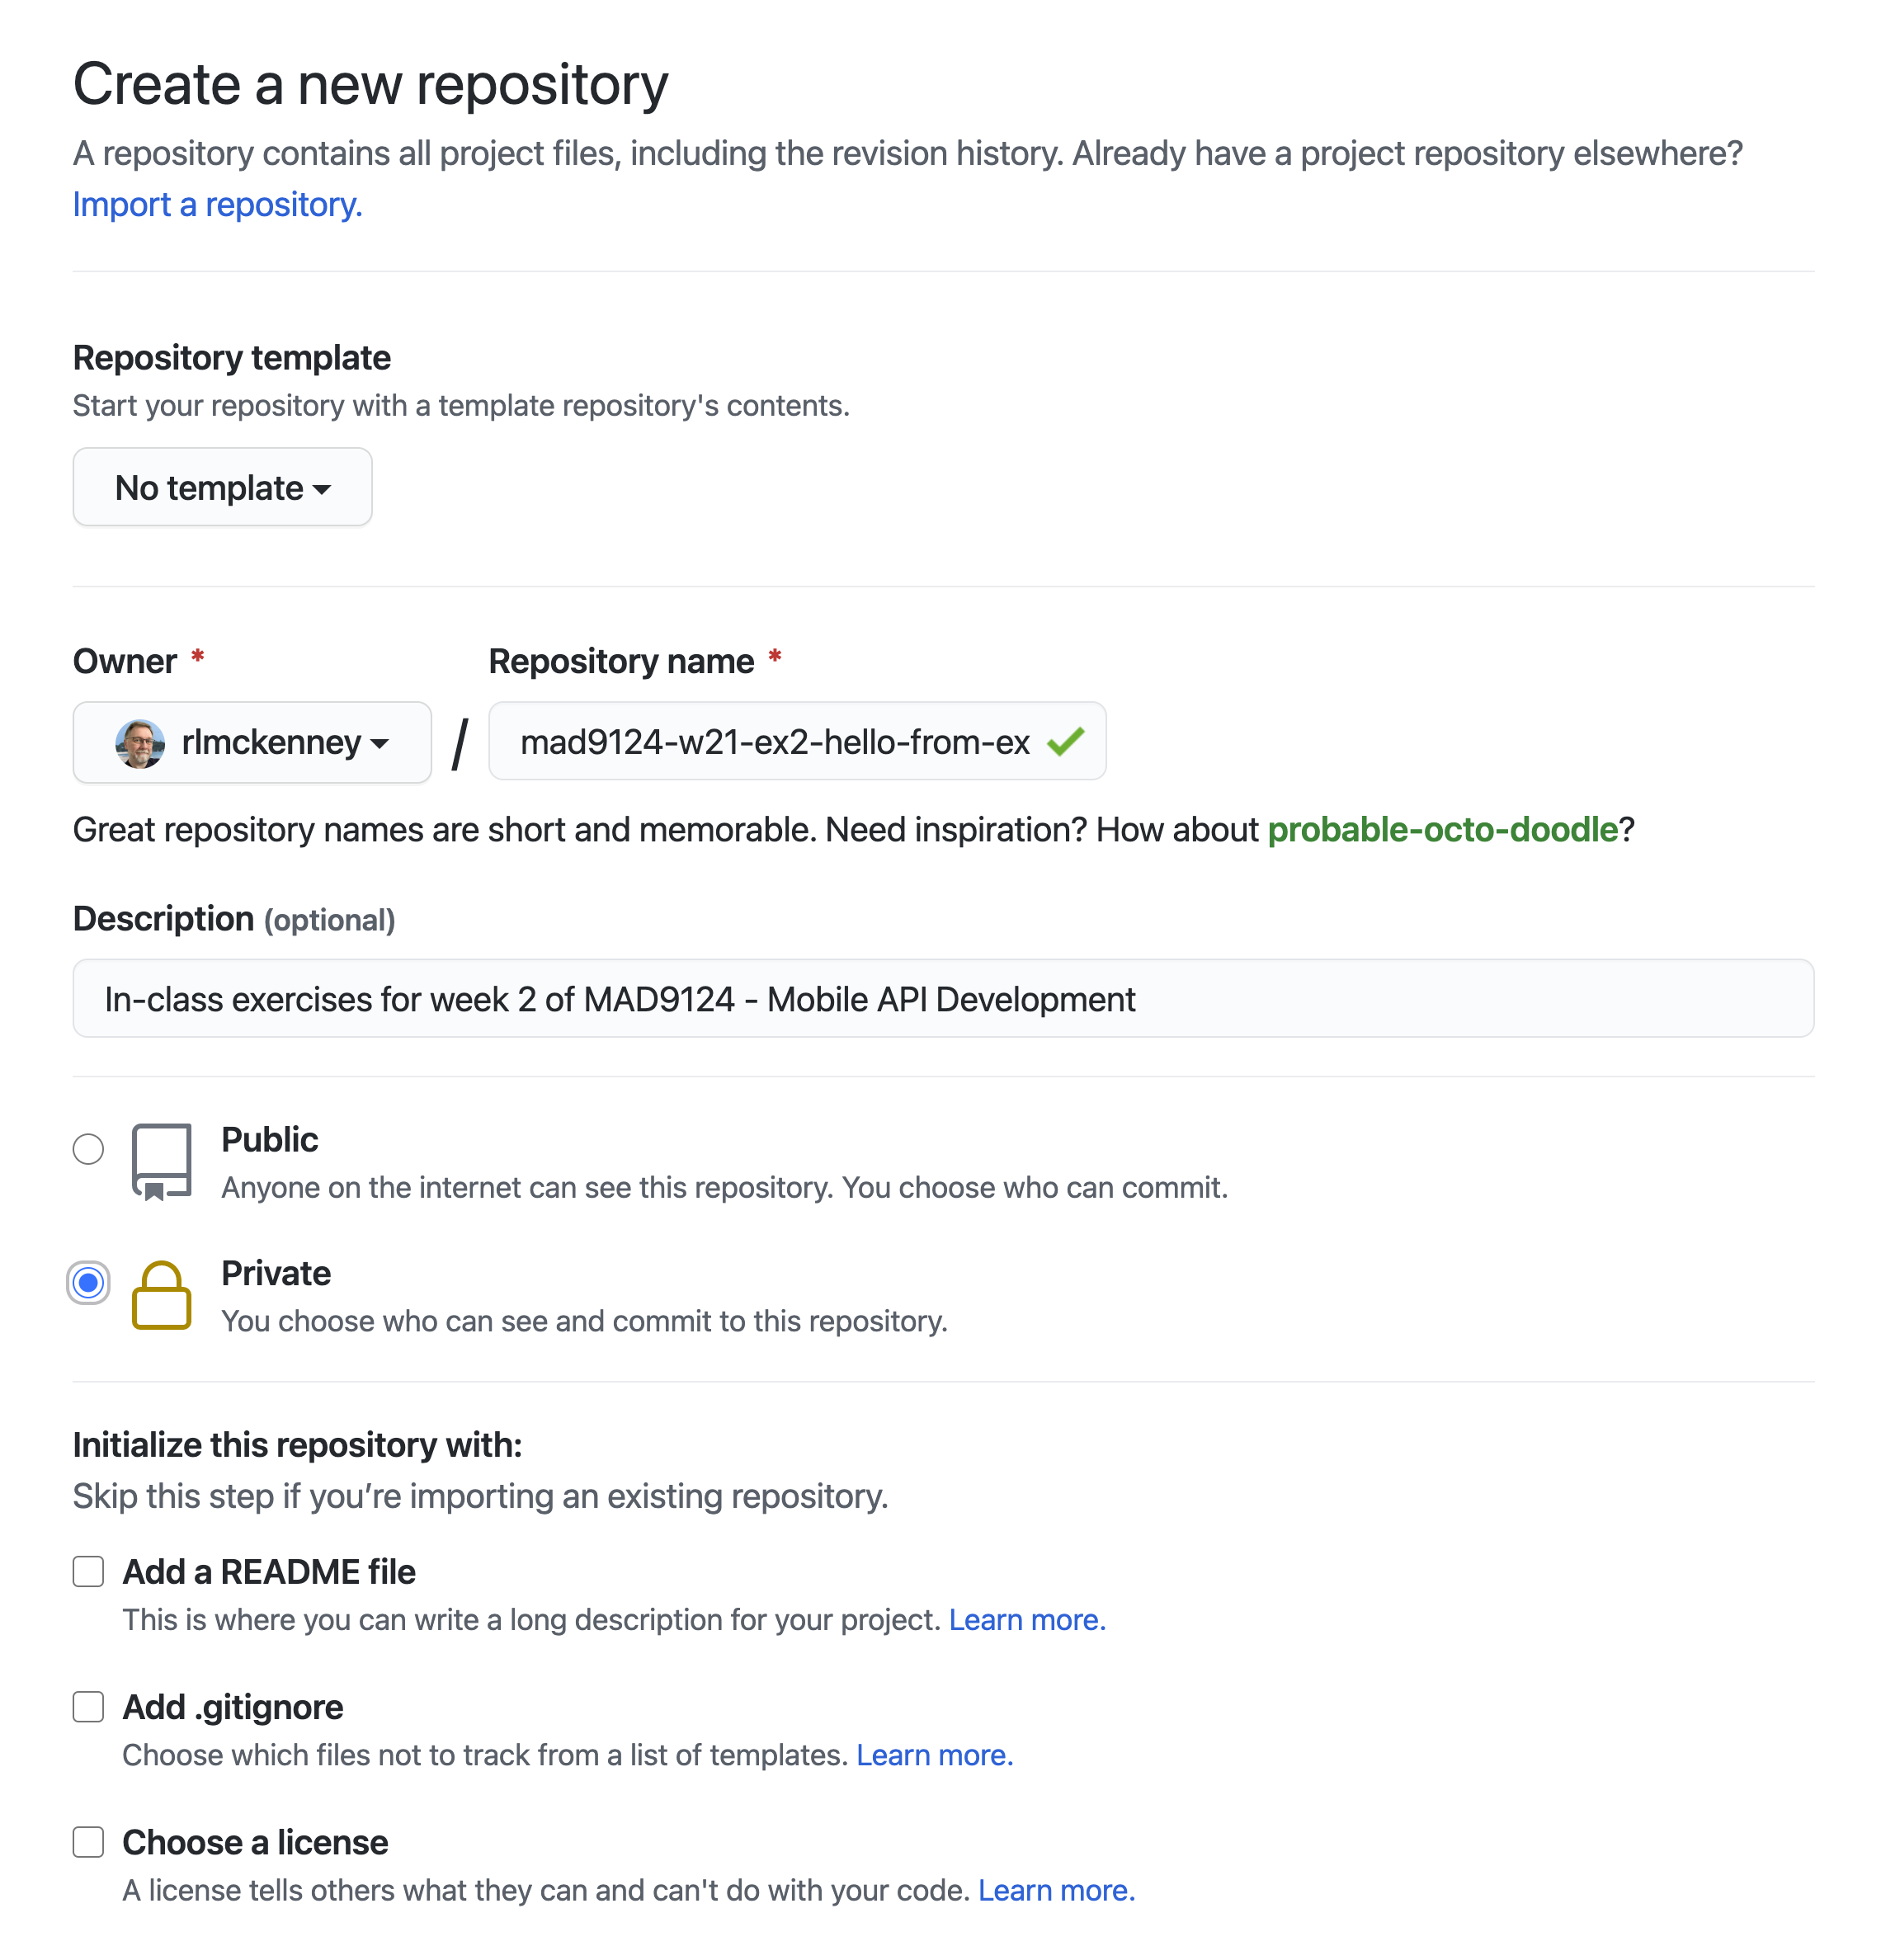 Create a new repository
A repository contains all project files, including the revision history. Already have a project repository elsewhere?
Import a repository.
Repository template
Start your repository with a template repository's contents.
No template
Owner *
Repository name *
rlmckenney
/
mad9124-w21-ex2-hello-from-ex
Great repository names are short and memorable. Need inspiration? How about probable-octo-doodle?
Description (optional)
In-class exercises for week 2 of MAD9124 - Mobile API Development
Public
Anyone on the internet can see this repository. You choose who can commit.
Private
You choose who can see and commit to this repository.
Initialize this repository with:
Skip this step if you’re importing an existing repository.
Add a README file
This is where you can write a long description for your project. Learn more.
Add .gitignore
Choose which files not to track from a list of templates. Learn more.
Choose a license
A license tells others what they can and can't do with your code. Learn more.